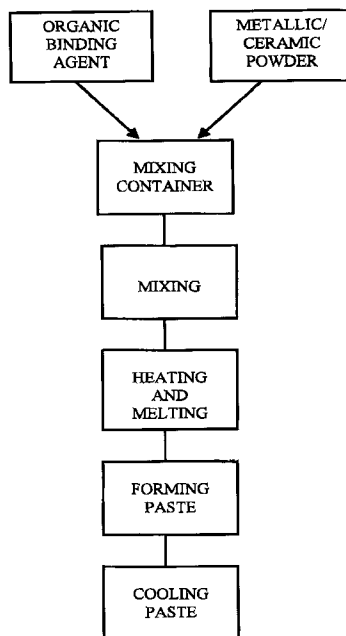 ORGANIC
BINDING
AGENT
METALLIC/
CERAMIC
POWDER
MIXING
CONTAINER
MIXING
HEATING
AND
MELTING
FORMING
PASTE
COOLING
PASTE